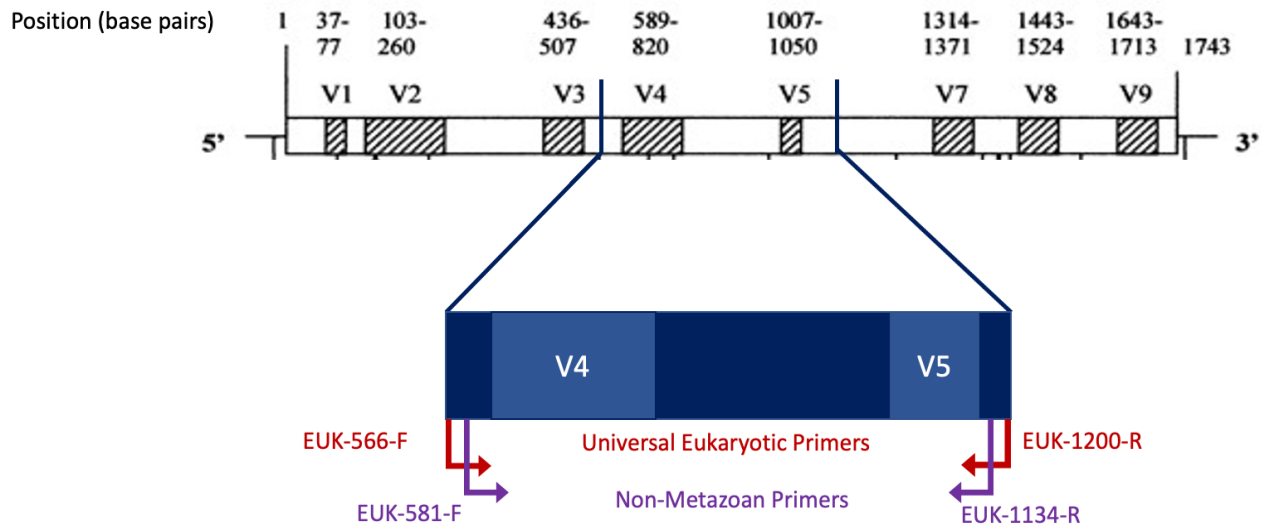 Position (base pairs) 1 37- 103- 436- 589- 1007- 1314- 1443- 1643-
77 260 507 820 1050 1371 1524 1713 1743
V1 V2 V3 V4 V5 V7 V8 V9
5’ 3’
V4 V5
EUK-566-F Universal Eukaryotic Primers EUK-1200-R
EUK-581-F Non-Metazoan Primers EUK-1134-R